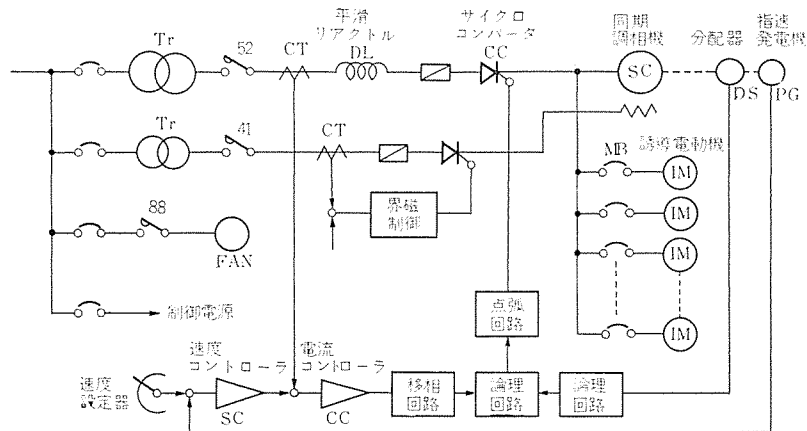 平滑
リアクトル
DL
サイクロ
コンバータ
CC
同期
調相機
SC
分配器
DS
指速
発電機
PG
Tr
52
CT
Tr
41
CT
MB
誘導電動機
IM
IM
IM
IM
界磁
制御
88
FAN
制御電源
点弧
回路
速度
コントローラ
SC
電流
コントローラ
CC
速度
設定器
移相
回路
論理
回路
論理
回路